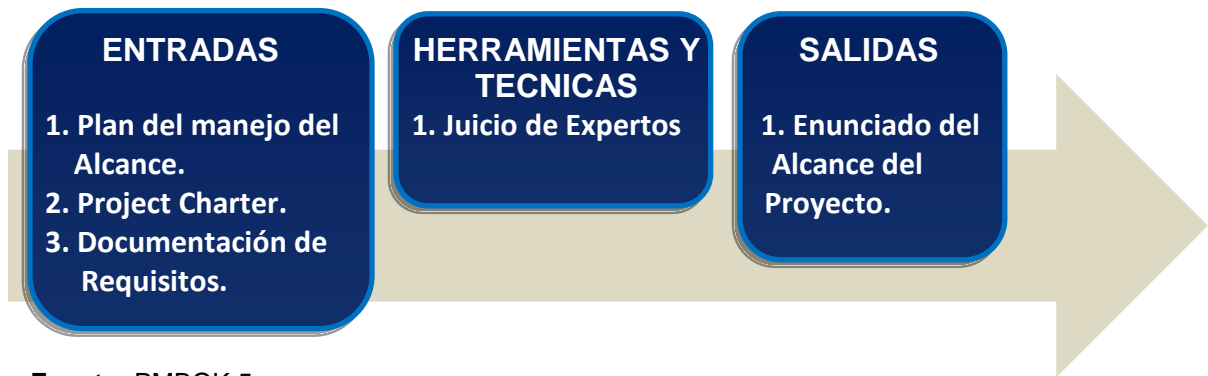 ENTRADAS
1. Plan del manejo del
Alcance.
2. Project Charter.
3. Documentación de
Requisitos.
HERRAMIENTAS Y
TECNICAS
1. Juicio de Expertos
SALIDAS
1. Enunciado del
Alcance del
Proyecto.